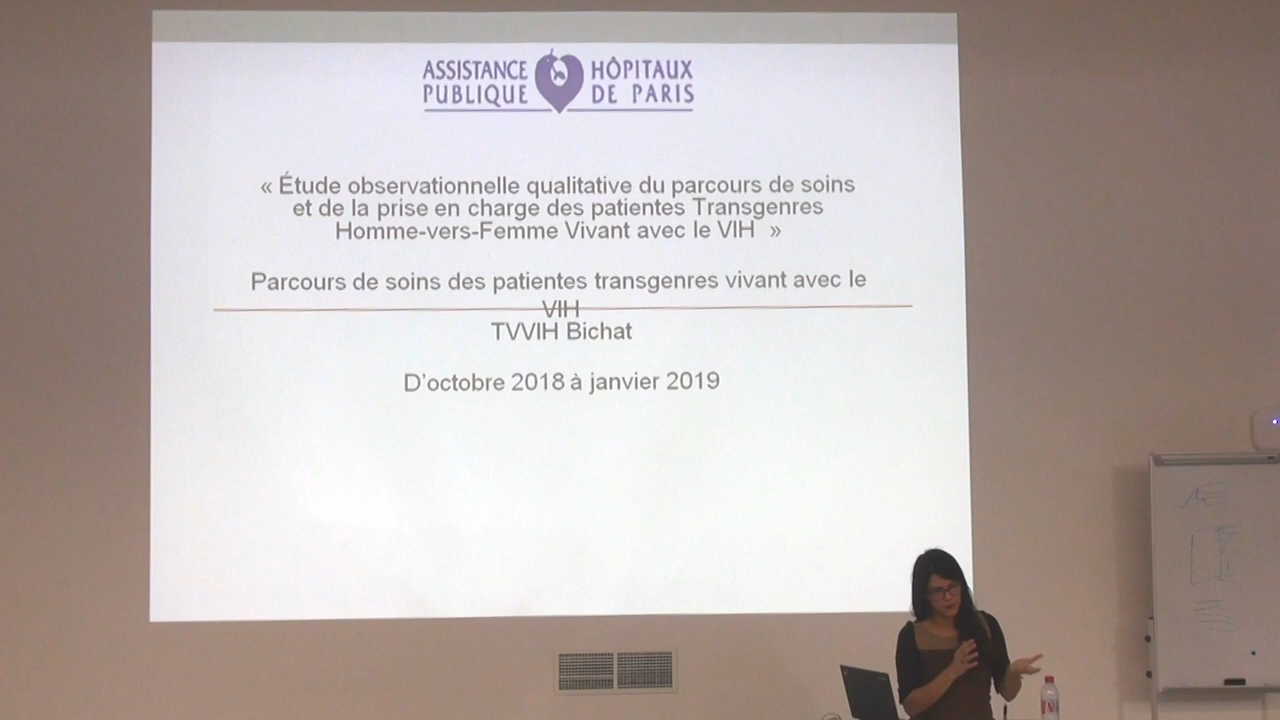 ASSISTANCE HÔPITAUX
PUBLIQUE DE PARIS
« Étude observationnelle qualitative du parcours de soins
et de la prise en charge des patientes Transgenres
Homme-vers-Femme Vivant avec le VIH »
Parcours de soins des patientes transgenres vivant avec le
VIH
TVVIH Bichat
D'octobre 2018 à janvier 2019